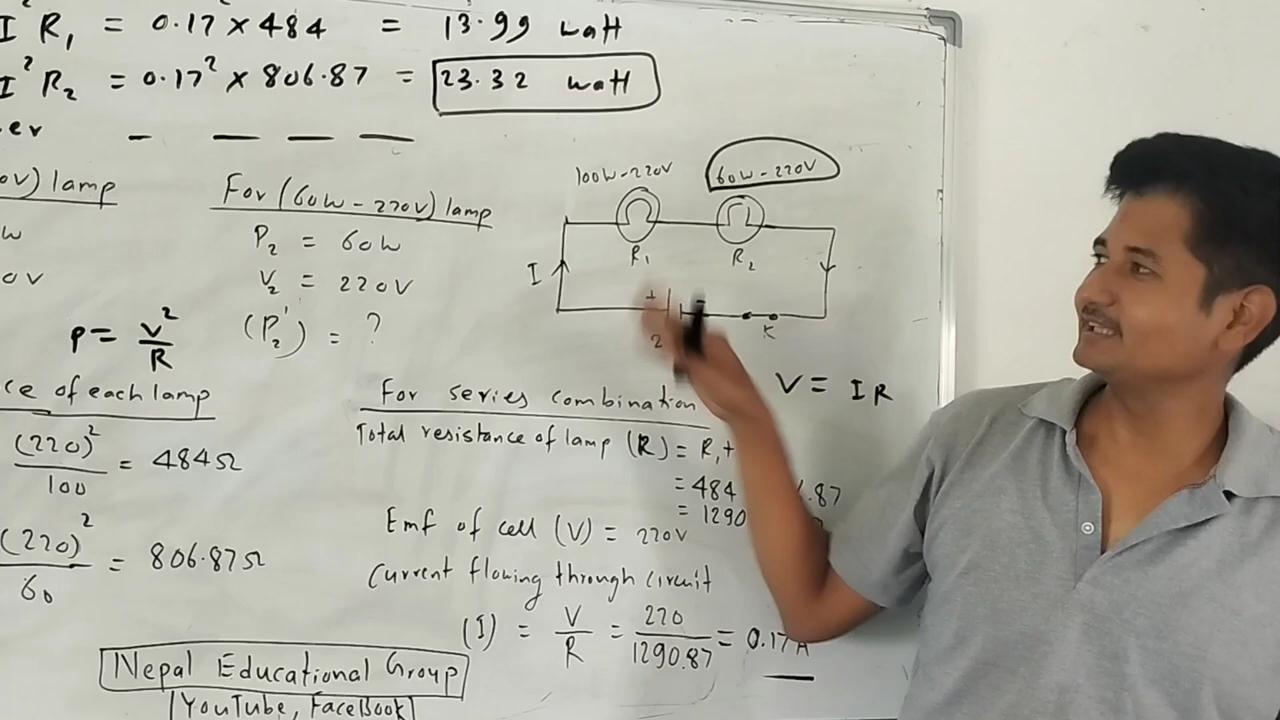 I² R₁ = 0.17² × 484 = 13.99 watt
I² R₂ = 0.17² × 806.87 = 23.32 watt
er
0V) lamp
For (60W - 220V) lamp
W
P₂ = 60W
0V
V₂ = 220V
P = V²/R
(P₂') = ?
100W-220V
60W-220V
R₁
R₂
I
+
-
K
2
V = IR
ce of each lamp
(220)²/100 = 484Ω
(220)²/60 = 806.87Ω
For series combination
Total resistance of lamp (R) = R₁+
= 484 .87
= 1290
Emf of cell (V) = 220V
Current flowing through circuit
(I) = V/R = 220/1290.87 = 0.17A
Nepal Educational Group
(YouTube, FaceBook)